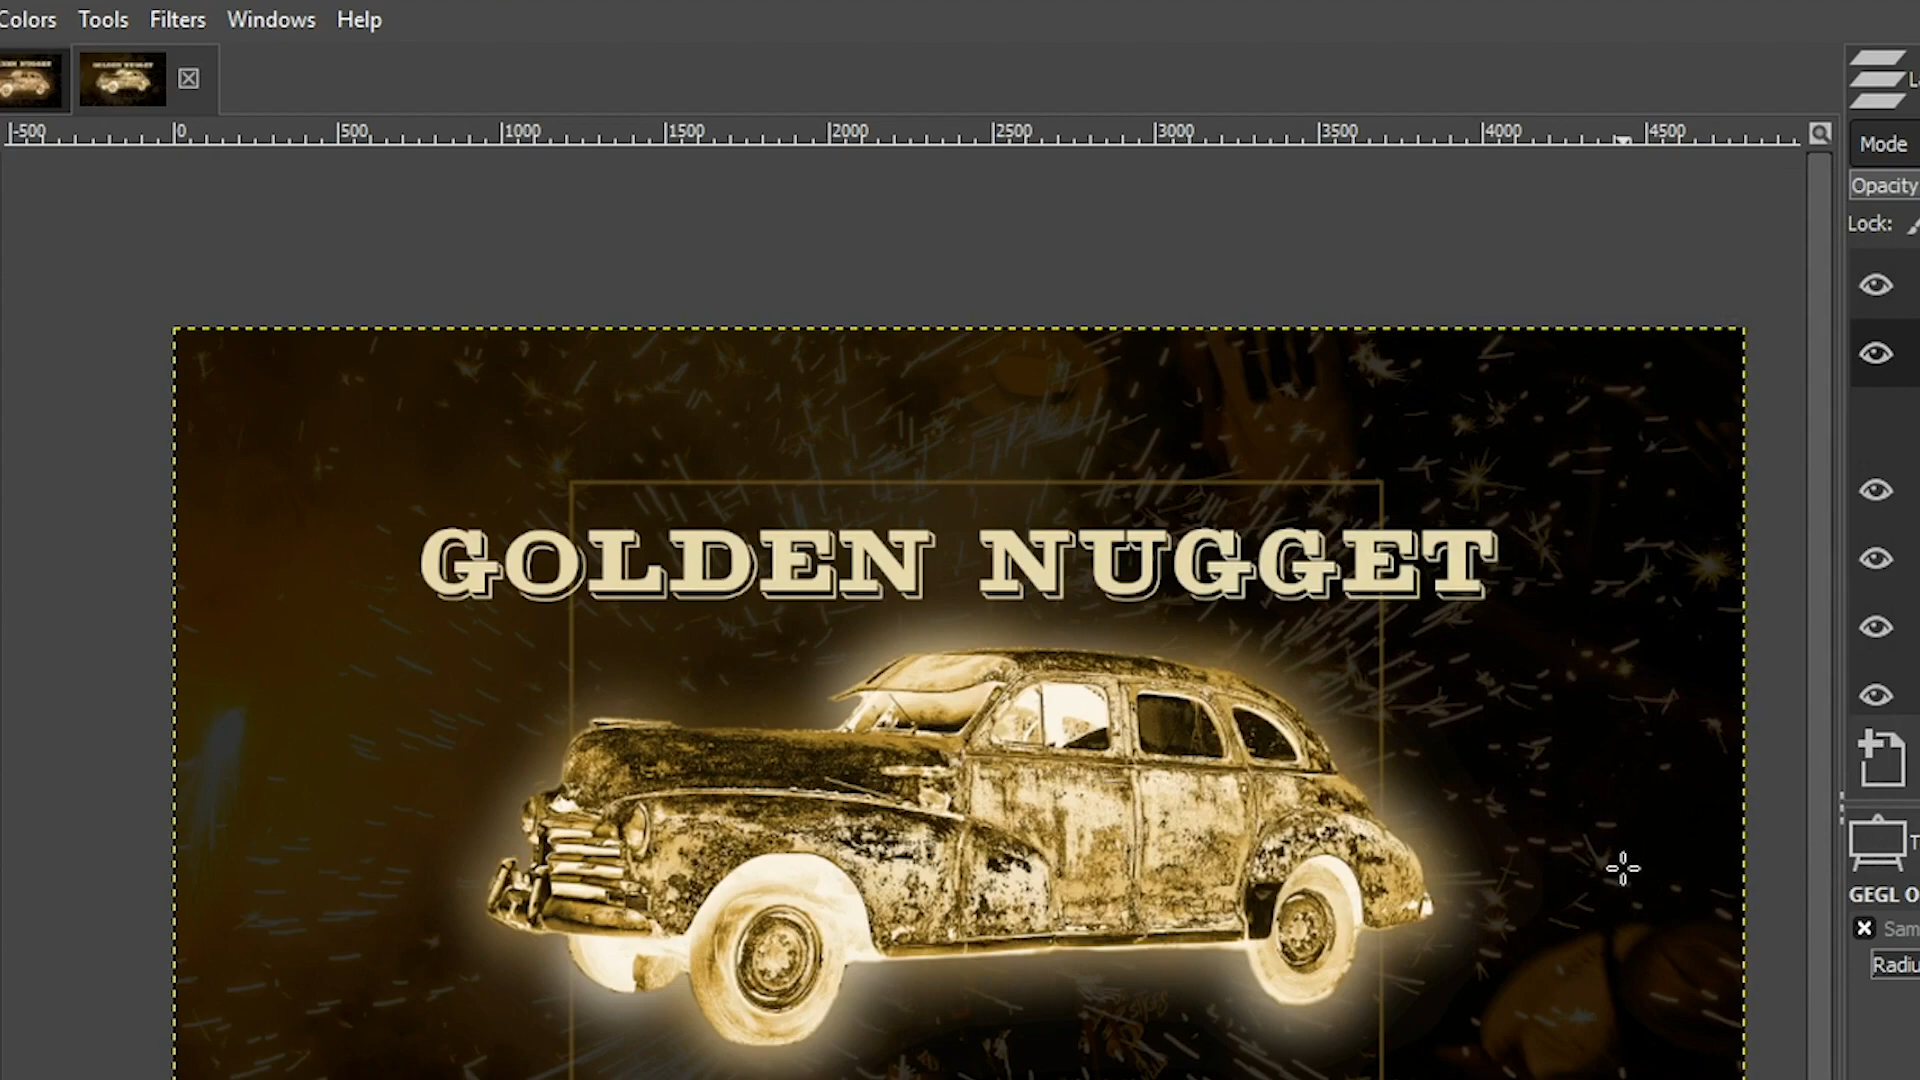 Colors Tools Filters Windows Help
-500 0 500 1000 1500 2000 2500 3000 3500 4000 4500
Mode
Opacity
Lock:
GOLDEN NUGGET
GEGL O
Sam
Radiu